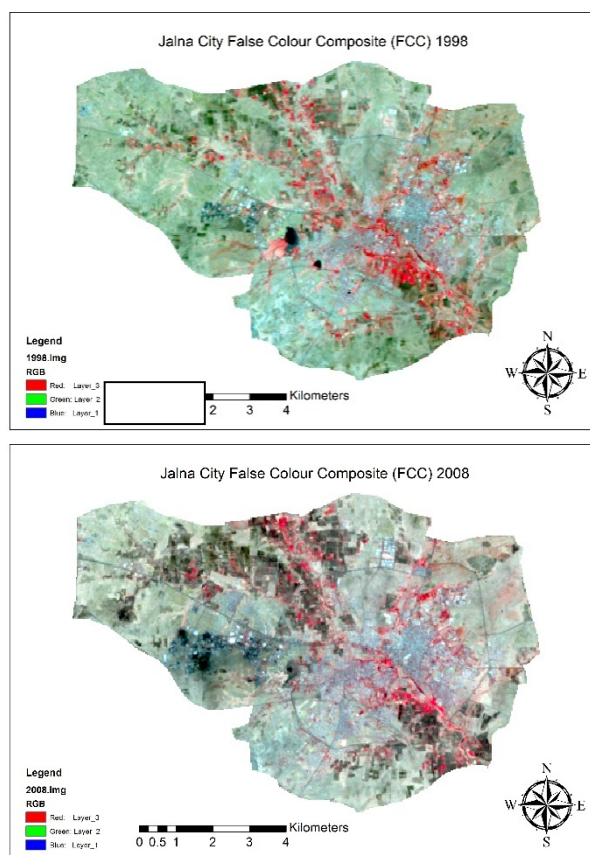 Jalna City False Colour Composite (FCC) 1998
Legend
1998.Img
RGB
Red: Layer_3
Green: Layer_2
Blue: Layer_1
Kilometers
2 3 4
N
W E
S
Jalna City False Colour Composite (FCC) 2008
Legend
2008.Img
RGB
Red: Layer_3
Green: Layer_2
Blue: Layer_1
Kilometers
0 0.5 1 2 3 4
N
W E
S